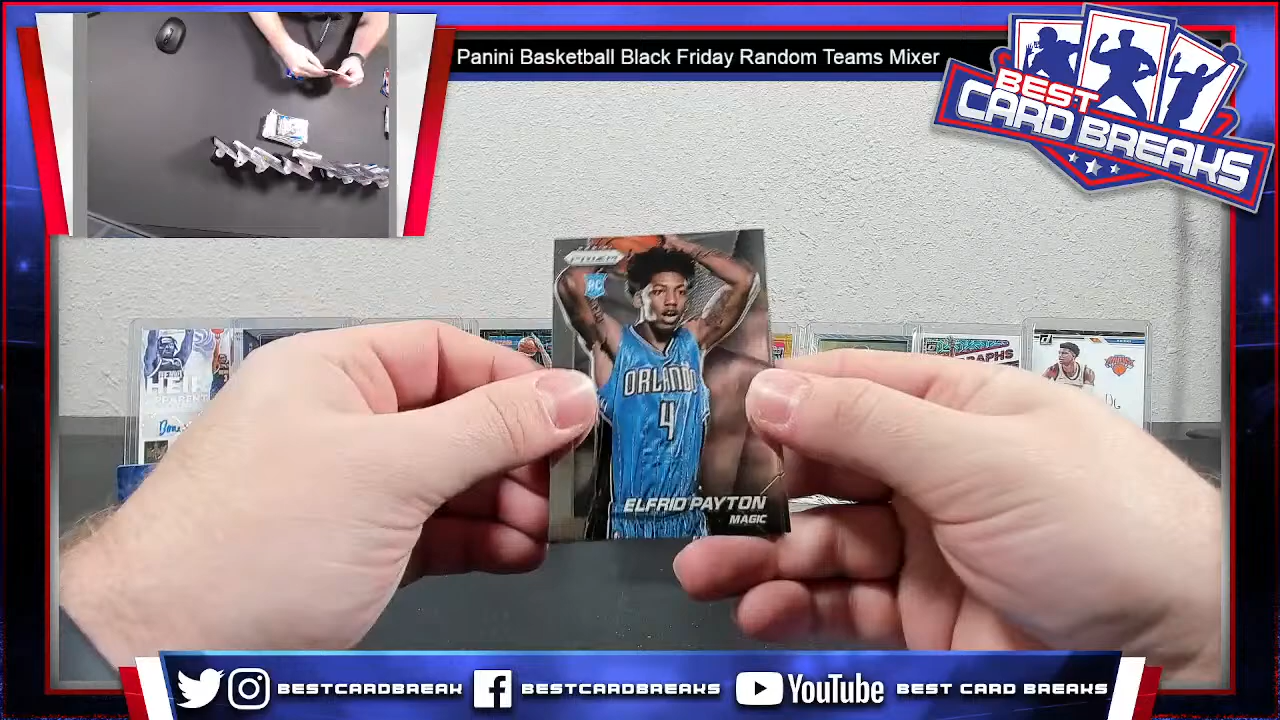 Panini Basketball Black Friday Random Teams Mixer
BEST
CARD BREAKS
PRIZM
RC
ORLANDO
4
ELFRID PAYTON
MAGIC
HEIR
APPARENT
BESTCARDBREAK
BESTCARDBREAKS
YouTube
BEST CARD BREAKS